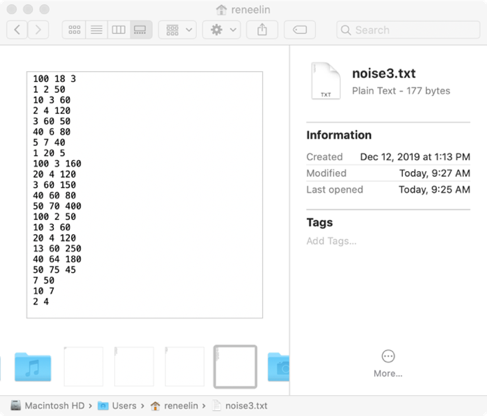 reneelin
Search
100 18 3
1 2 50
10 3 60
2 4 120
3 60 50
40 6 80
5 7 40
1 20 5
100 3 160
20 4 120
3 60 150
40 60 80
50 70 400
100 2 50
10 3 60
20 4 120
13 60 250
40 64 180
50 75 45
7 50
10 7
2 4
TXT
noise3.txt
Plain Text - 177 bytes
Information
Created Dec 12, 2019 at 1:13 PM
Modified Today, 9:27 AM
Last opened Today, 9:25 AM
Tags
Add Tags...
More...
Macintosh HD › Users › reneelin › noise3.txt